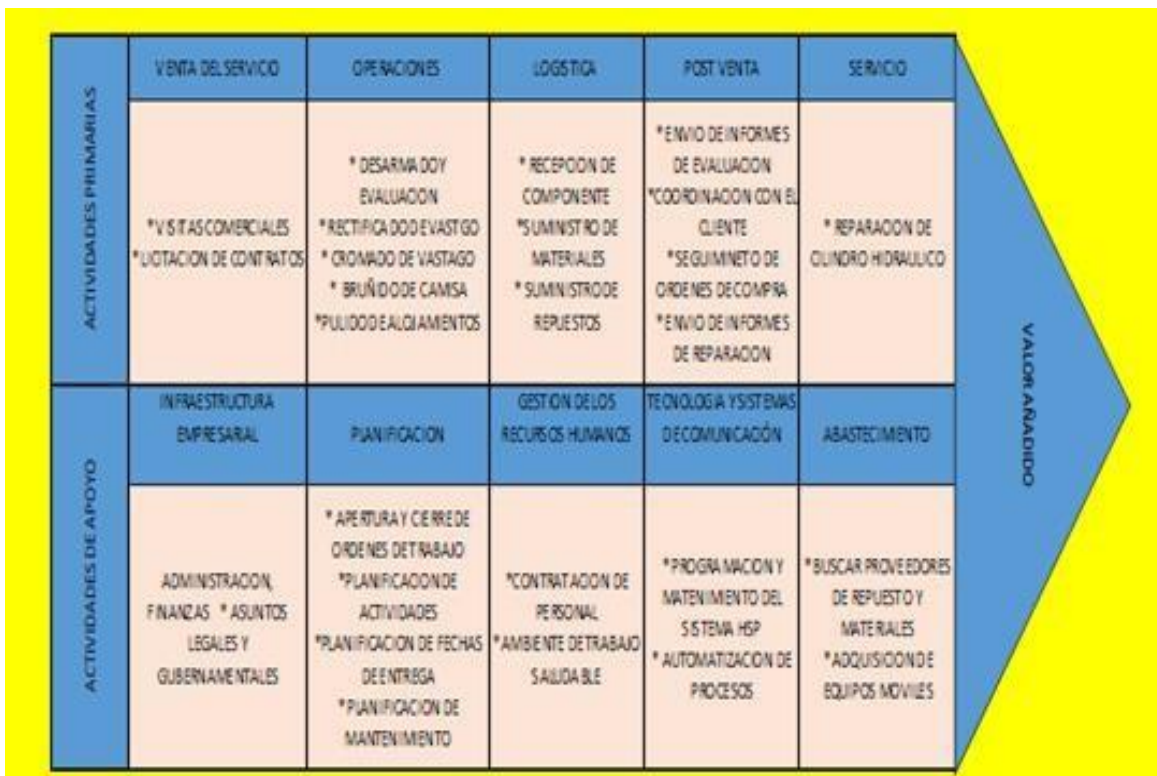 ACTIVIDADES PRIMARIAS
VENTA DEL SERVICIO
OPERACIONES
LOGISTICA
POST VENTA
SERVICIO
* VISITAS COMERCIALES
* LICITACION DE CONTRATOS
* DESARMADO Y
EVALUACION
* RECTIFICADO DE VASTGO
* CROMADO DE VASTAGO
* BRUÑIDO DE CAMISA
*PULIDO DE ALOJAMIENTOS
* RECEPCION DE
COMPONENTE
*SUMINISTRO DE
MATERIALES
* SUMINISTRO DE
REPUESTOS
*ENVIO DE INFORMES
DE EVALUACION
*COORDINACION CON EL
CLIENTE
*SEGUIMINETO DE
ORDENES DE COMPRA
*ENVIO DE INFORMES
DE REPARACION
* REPARACION DE
CILINDRO HIDRAULICO
VALOR AÑADIDO
ACTIVIDADES DE APOYO
INFRAESTRUCTURA
EMPRESARIAL
PLANIFICACION
GESTION DE LOS
RECURSOS HUMANOS
TECNOLOGIA Y SISTEMAS
DE COMUNICACIÓN
ABASTECIMIENTO
ADMINISTRACION,
FINANZAS * ASUNTOS
LEGALES Y
GUBERNAMENTALES
* APERTURA Y CIERRE DE
ORDENES DE TRABAJO
*PLANIFICACION DE
ACTIVIDADES
*PLANIFICACION DE FECHAS
DE ENTREGA
*PLANIFICACION DE
MANTENIMIENTO
*CONTRATACION DE
PERSONAL
*AMBIENTE DE TRABAJO
SALUDABLE
*PROGRAMACION Y
MATENIMIENTO DEL
SISTEMA HSP
* AUTOMATIZACION DE
PROCESOS
*BUSCAR PROVEEDORES
DE REPUESTO Y
MATERIALES
*ADQUISICION DE
EQUIPOS MOVILES